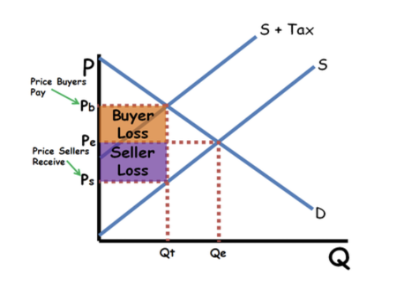 S + Tax
P
S
Price Buyers
Pay
Pb
Buyer
Loss
Pe
Price Sellers
Receive
Seller
Loss
Ps
D
Qt
Qe
Q